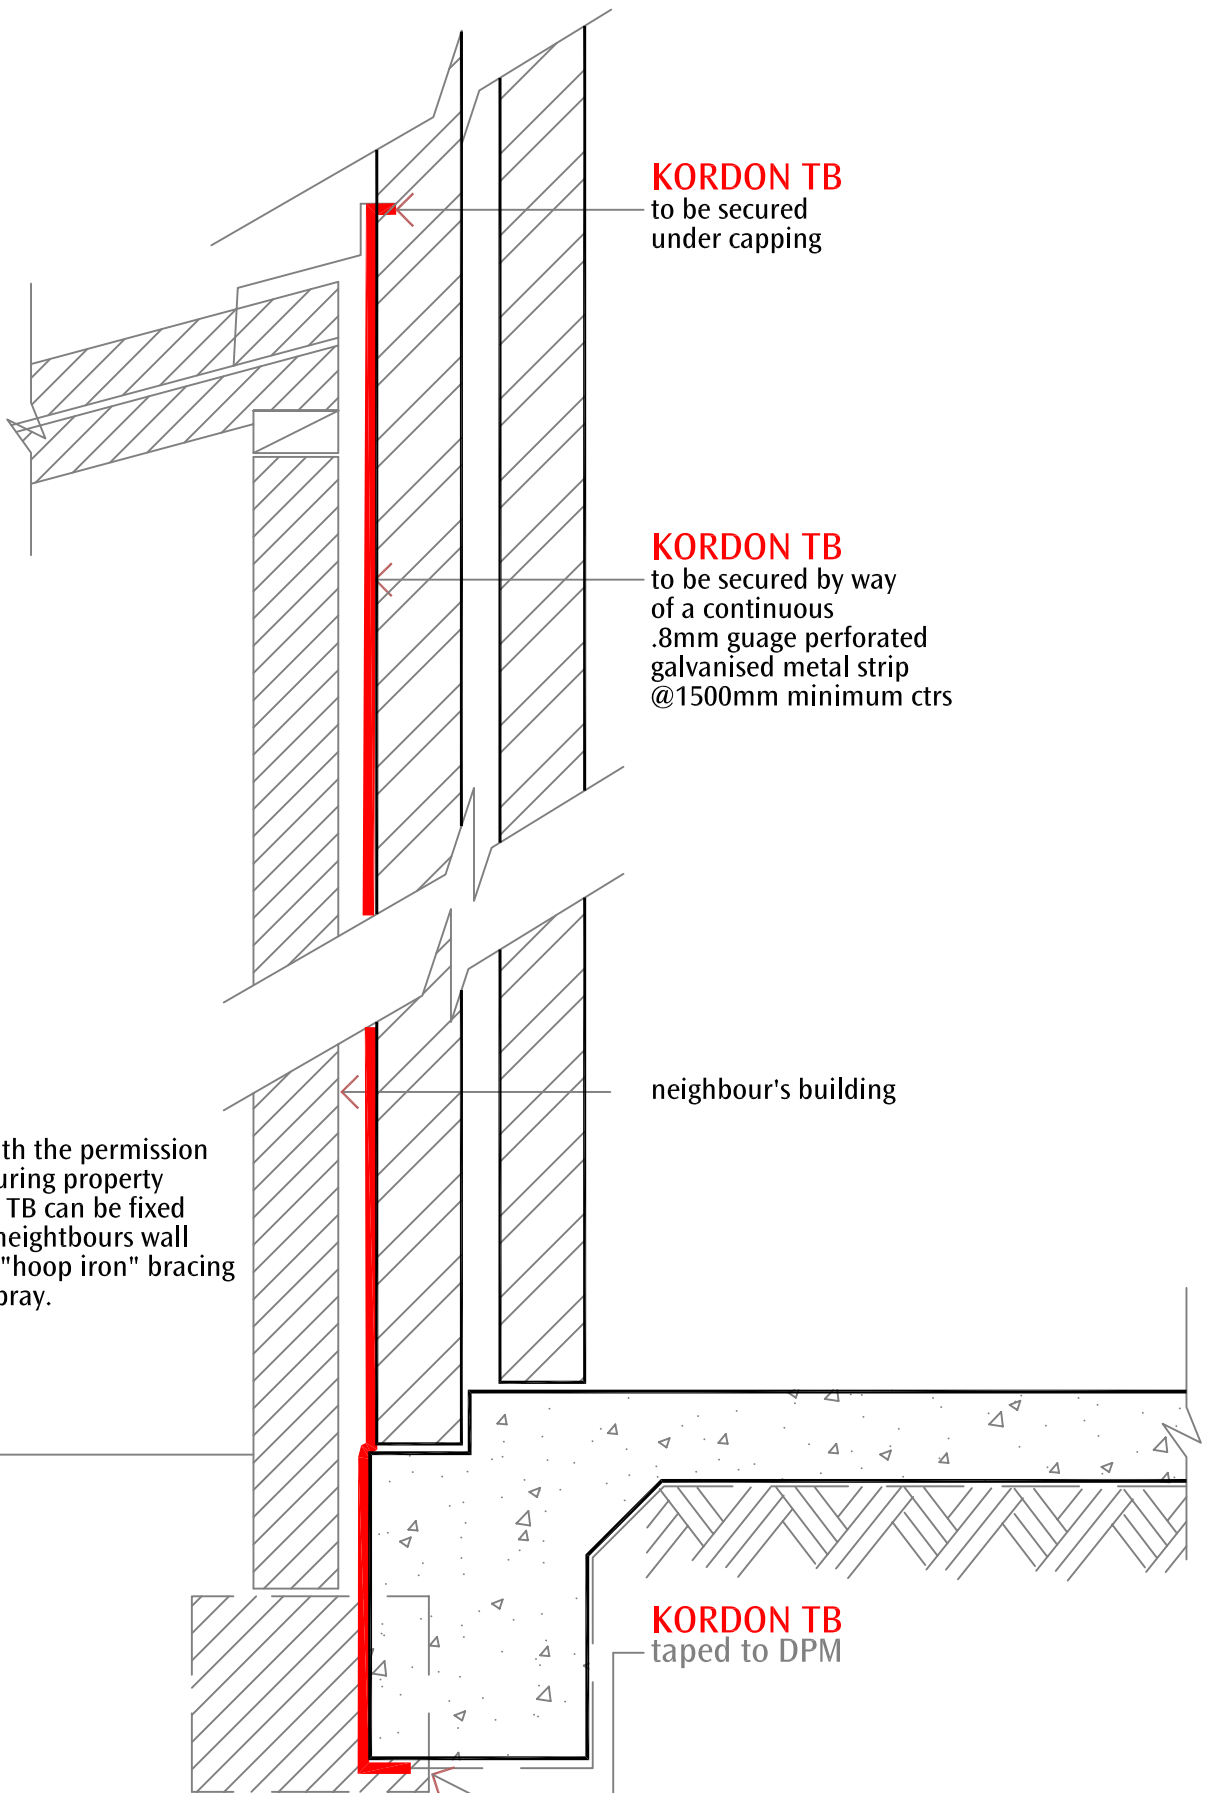 KORDON TB
to be secured
under capping
KORDON TB
to be secured by way
of a continuous
.8mm guage perforated
galvanised metal strip
@1500mm minimum ctrs
neighbour's building
th the permission
uring property
TB can be fixed
neightbours wall
"hoop iron" bracing
pray.
KORDON TB
taped to DPM